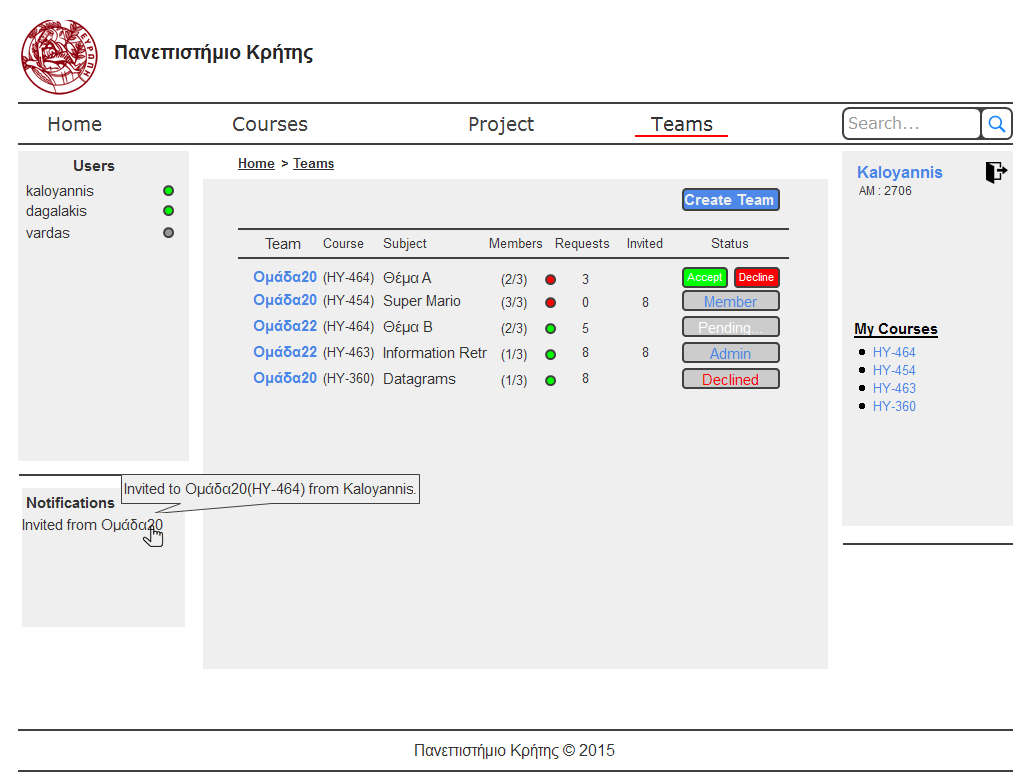 ΕΥΡΩΠΗ
Πανεπιστήμιο Κρήτης
Home Courses Project Teams Search...
Users
kaloyannis
dagalakis
vardas
Home > Teams
Create Team
Team Course Subject Members Requests Invited Status
Ομάδα20 (HY-464) Θέμα Α (2/3) 3 Accept Decline
Ομάδα20 (HY-454) Super Mario (3/3) 0 8 Member
Ομάδα22 (HY-464) Θέμα Β (2/3) 5 Pending...
Ομάδα22 (HY-463) Information Retr (1/3) 8 8 Admin
Ομάδα20 (HY-360) Datagrams (1/3) 8 Declined
Kaloyannis
AM : 2706
My Courses
HY-464
HY-454
HY-463
HY-360
Invited to Ομάδα20(HY-464) from Kaloyannis.
Notifications
Invited from Ομάδα20
Πανεπιστήμιο Κρήτης © 2015